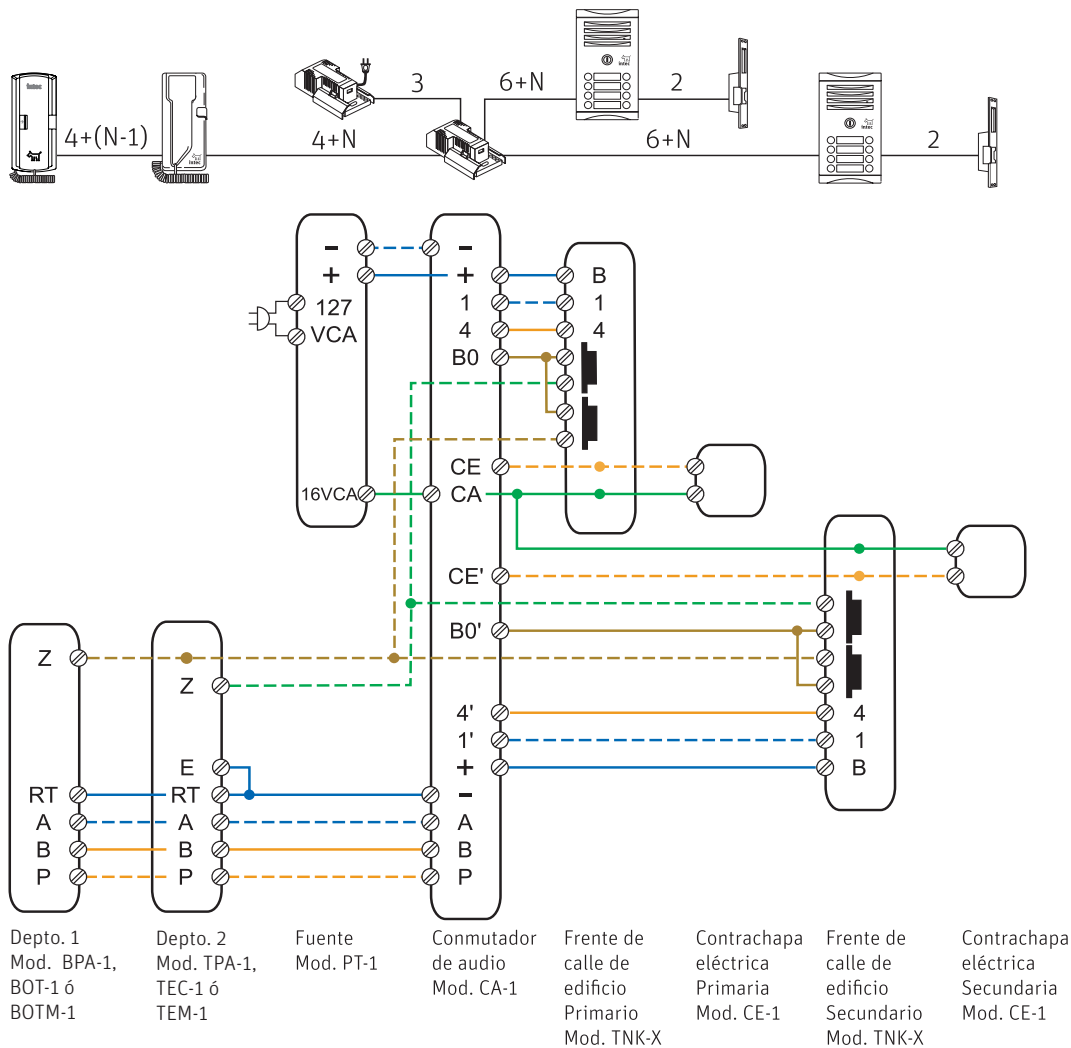 4+(N-1)
4+N
3
6+N
2
6+N
2
intec
intec
intec
intec
-
+
127
VCA
16VCA
-
+
1
4
B0
CE
CA
CE'
B0'
4'
1'
+
-
A
B
P
B
1
4
4
1
B
Z
RT
A
B
P
Z
E
RT
A
B
P
Depto. 1
Mod. BPA-1,
BOT-1 ó
BOTM-1
Depto. 2
Mod. TPA-1,
TEC-1 ó
TEM-1
Fuente
Mod. PT-1
Conmutador
de audio
Mod. CA-1
Frente de
calle de
edificio
Primario
Mod. TNK-X
Contrachapa
eléctrica
Primaria
Mod. CE-1
Frente de
calle de
edificio
Secundario
Mod. TNK-X
Contrachapa
eléctrica
Secundaria
Mod. CE-1